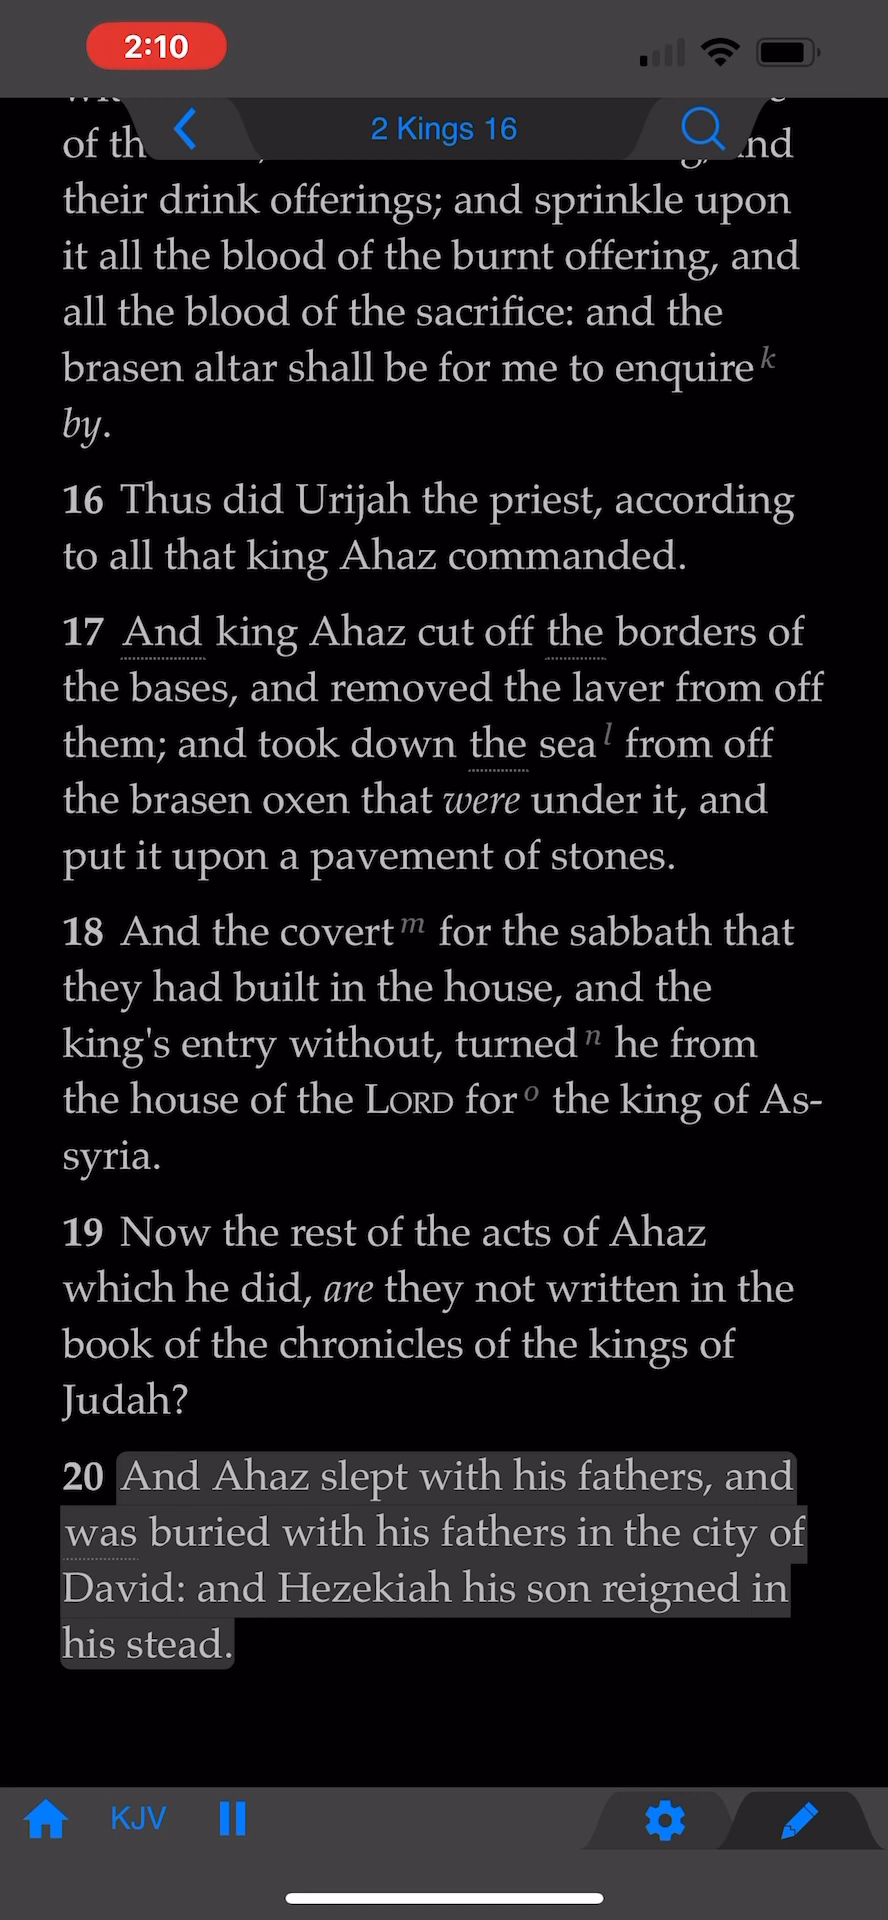 2:10
2 Kings 16
of th nd
their drink offerings; and sprinkle upon
it all the blood of the burnt offering, and
all the blood of the sacrifice: and the
brasen altar shall be for me to enquire k
by.
16 Thus did Urijah the priest, according
to all that king Ahaz commanded.
17 And king Ahaz cut off the borders of
the bases, and removed the laver from off
them; and took down the sea l from off
the brasen oxen that were under it, and
put it upon a pavement of stones.
18 And the covert m for the sabbath that
they had built in the house, and the
king's entry without, turned n he from
the house of the LORD for o the king of As-
syria.
19 Now the rest of the acts of Ahaz
which he did, are they not written in the
book of the chronicles of the kings of
Judah?
20 And Ahaz slept with his fathers, and
was buried with his fathers in the city of
David: and Hezekiah his son reigned in
his stead.
KJV